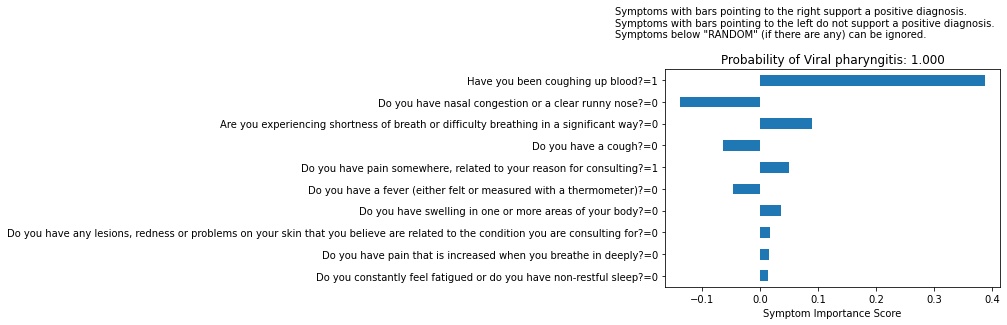 Symptoms with bars pointing to the right support a positive diagnosis.
Symptoms with bars pointing to the left do not support a positive diagnosis.
Symptoms below "RANDOM" (if there are any) can be ignored.
Probability of Viral pharyngitis: 1.000
Have you been coughing up blood?=1
Do you have nasal congestion or a clear runny nose?=0
Are you experiencing shortness of breath or difficulty breathing in a significant way?=0
Do you have a cough?=0
Do you have pain somewhere, related to your reason for consulting?=1
Do you have a fever (either felt or measured with a thermometer)?=0
Do you have swelling in one or more areas of your body?=0
Do you have any lesions, redness or problems on your skin that you believe are related to the condition you are consulting for?=0
Do you have pain that is increased when you breathe in deeply?=0
Do you constantly feel fatigued or do you have non-restful sleep?=0
−0.1 0.0 0.1 0.2 0.3 0.4
Symptom Importance Score